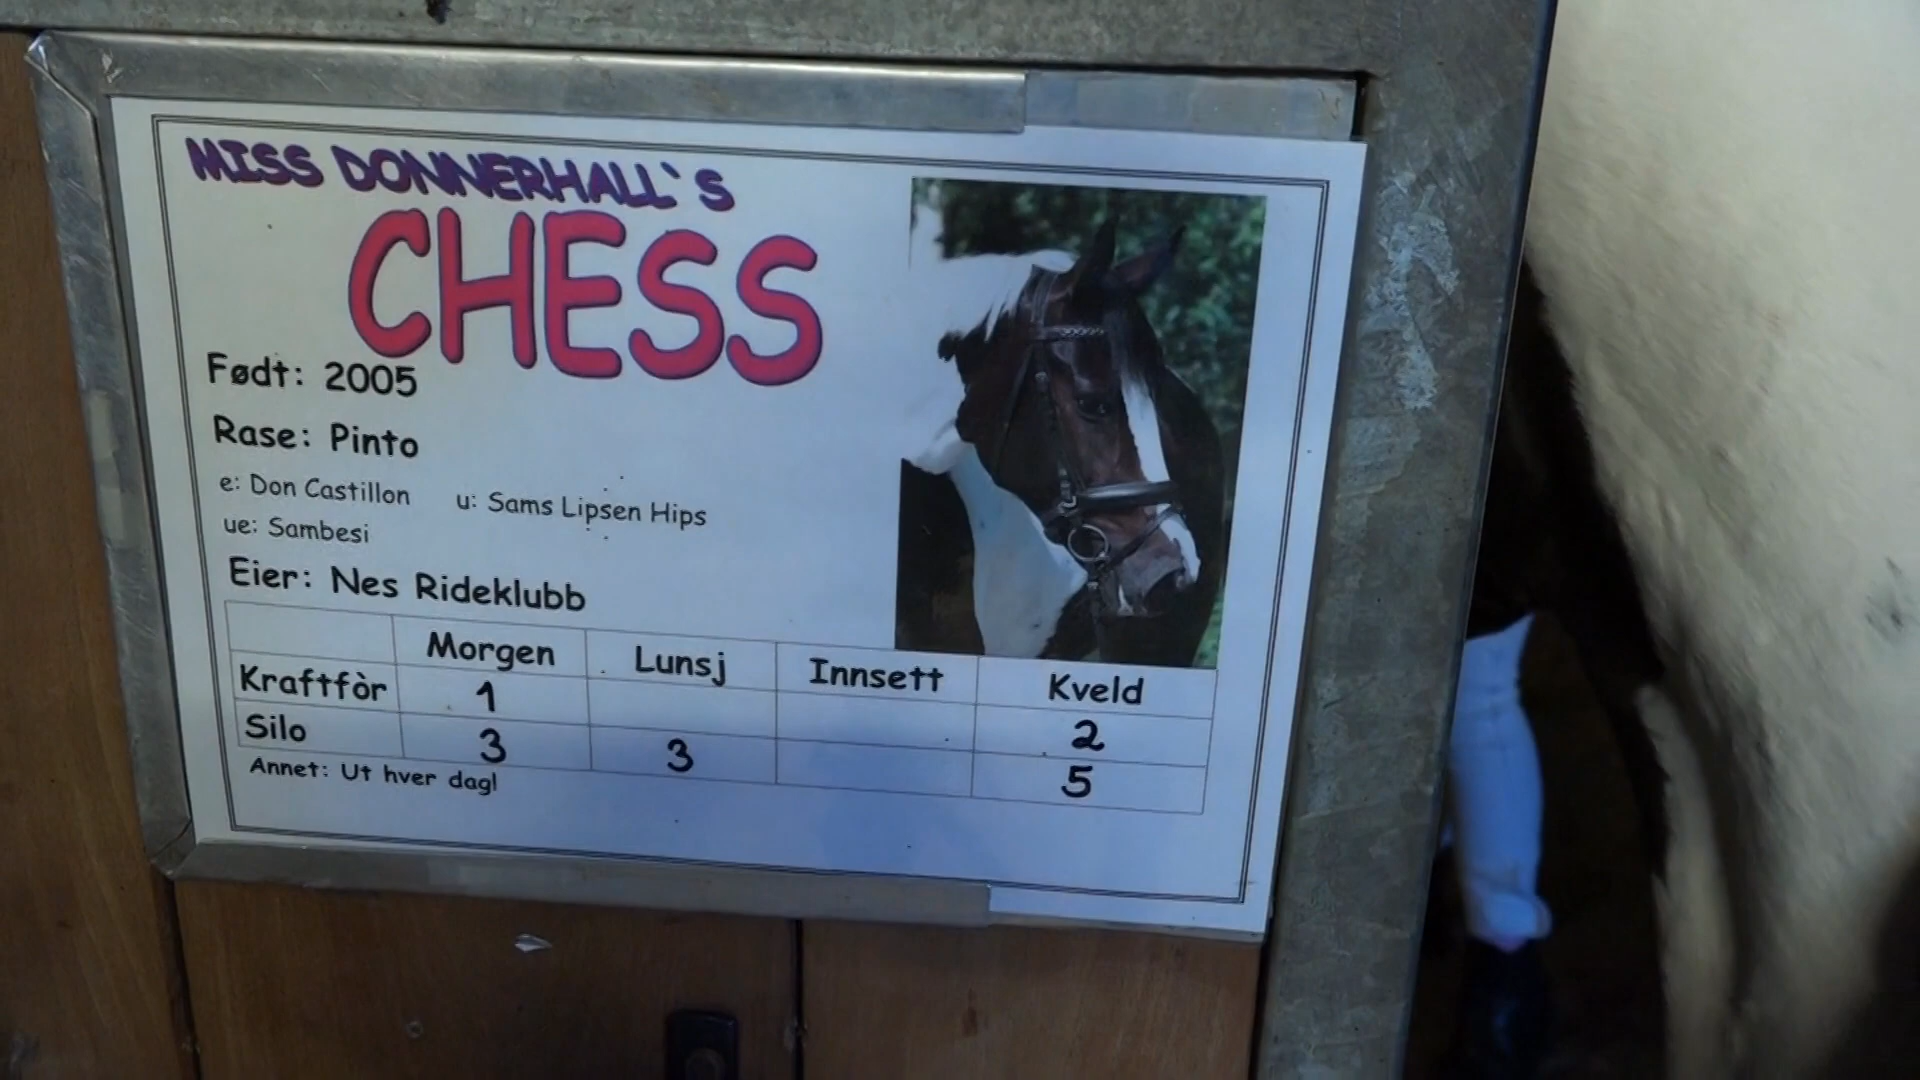 MISS DONNERHALL`S
CHESS
Født: 2005
Rase: Pinto
e: Don Castillon u: Sams Lipsen Hips
ue: Sambesi
Eier: Nes Rideklubb
Morgen Lunsj Innsett Kveld
Kraftfòr 1 2
Silo 3 3 5
Annet: Ut hver dag!